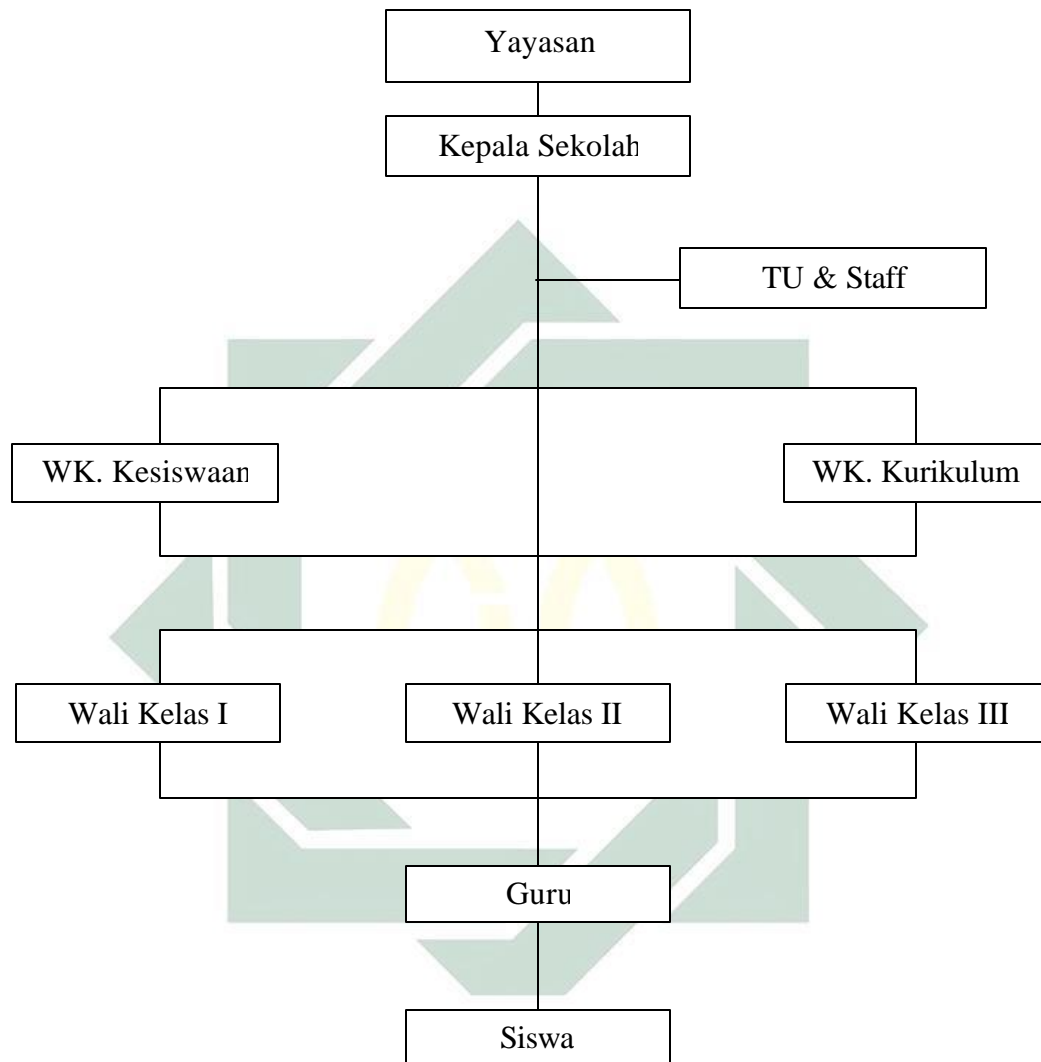 Yayasan
Kepala Sekolah
TU & Staff
WK. Kesiswaan
WK. Kurikulum
Wali Kelas I
Wali Kelas II
Wali Kelas III
Guru
Siswa